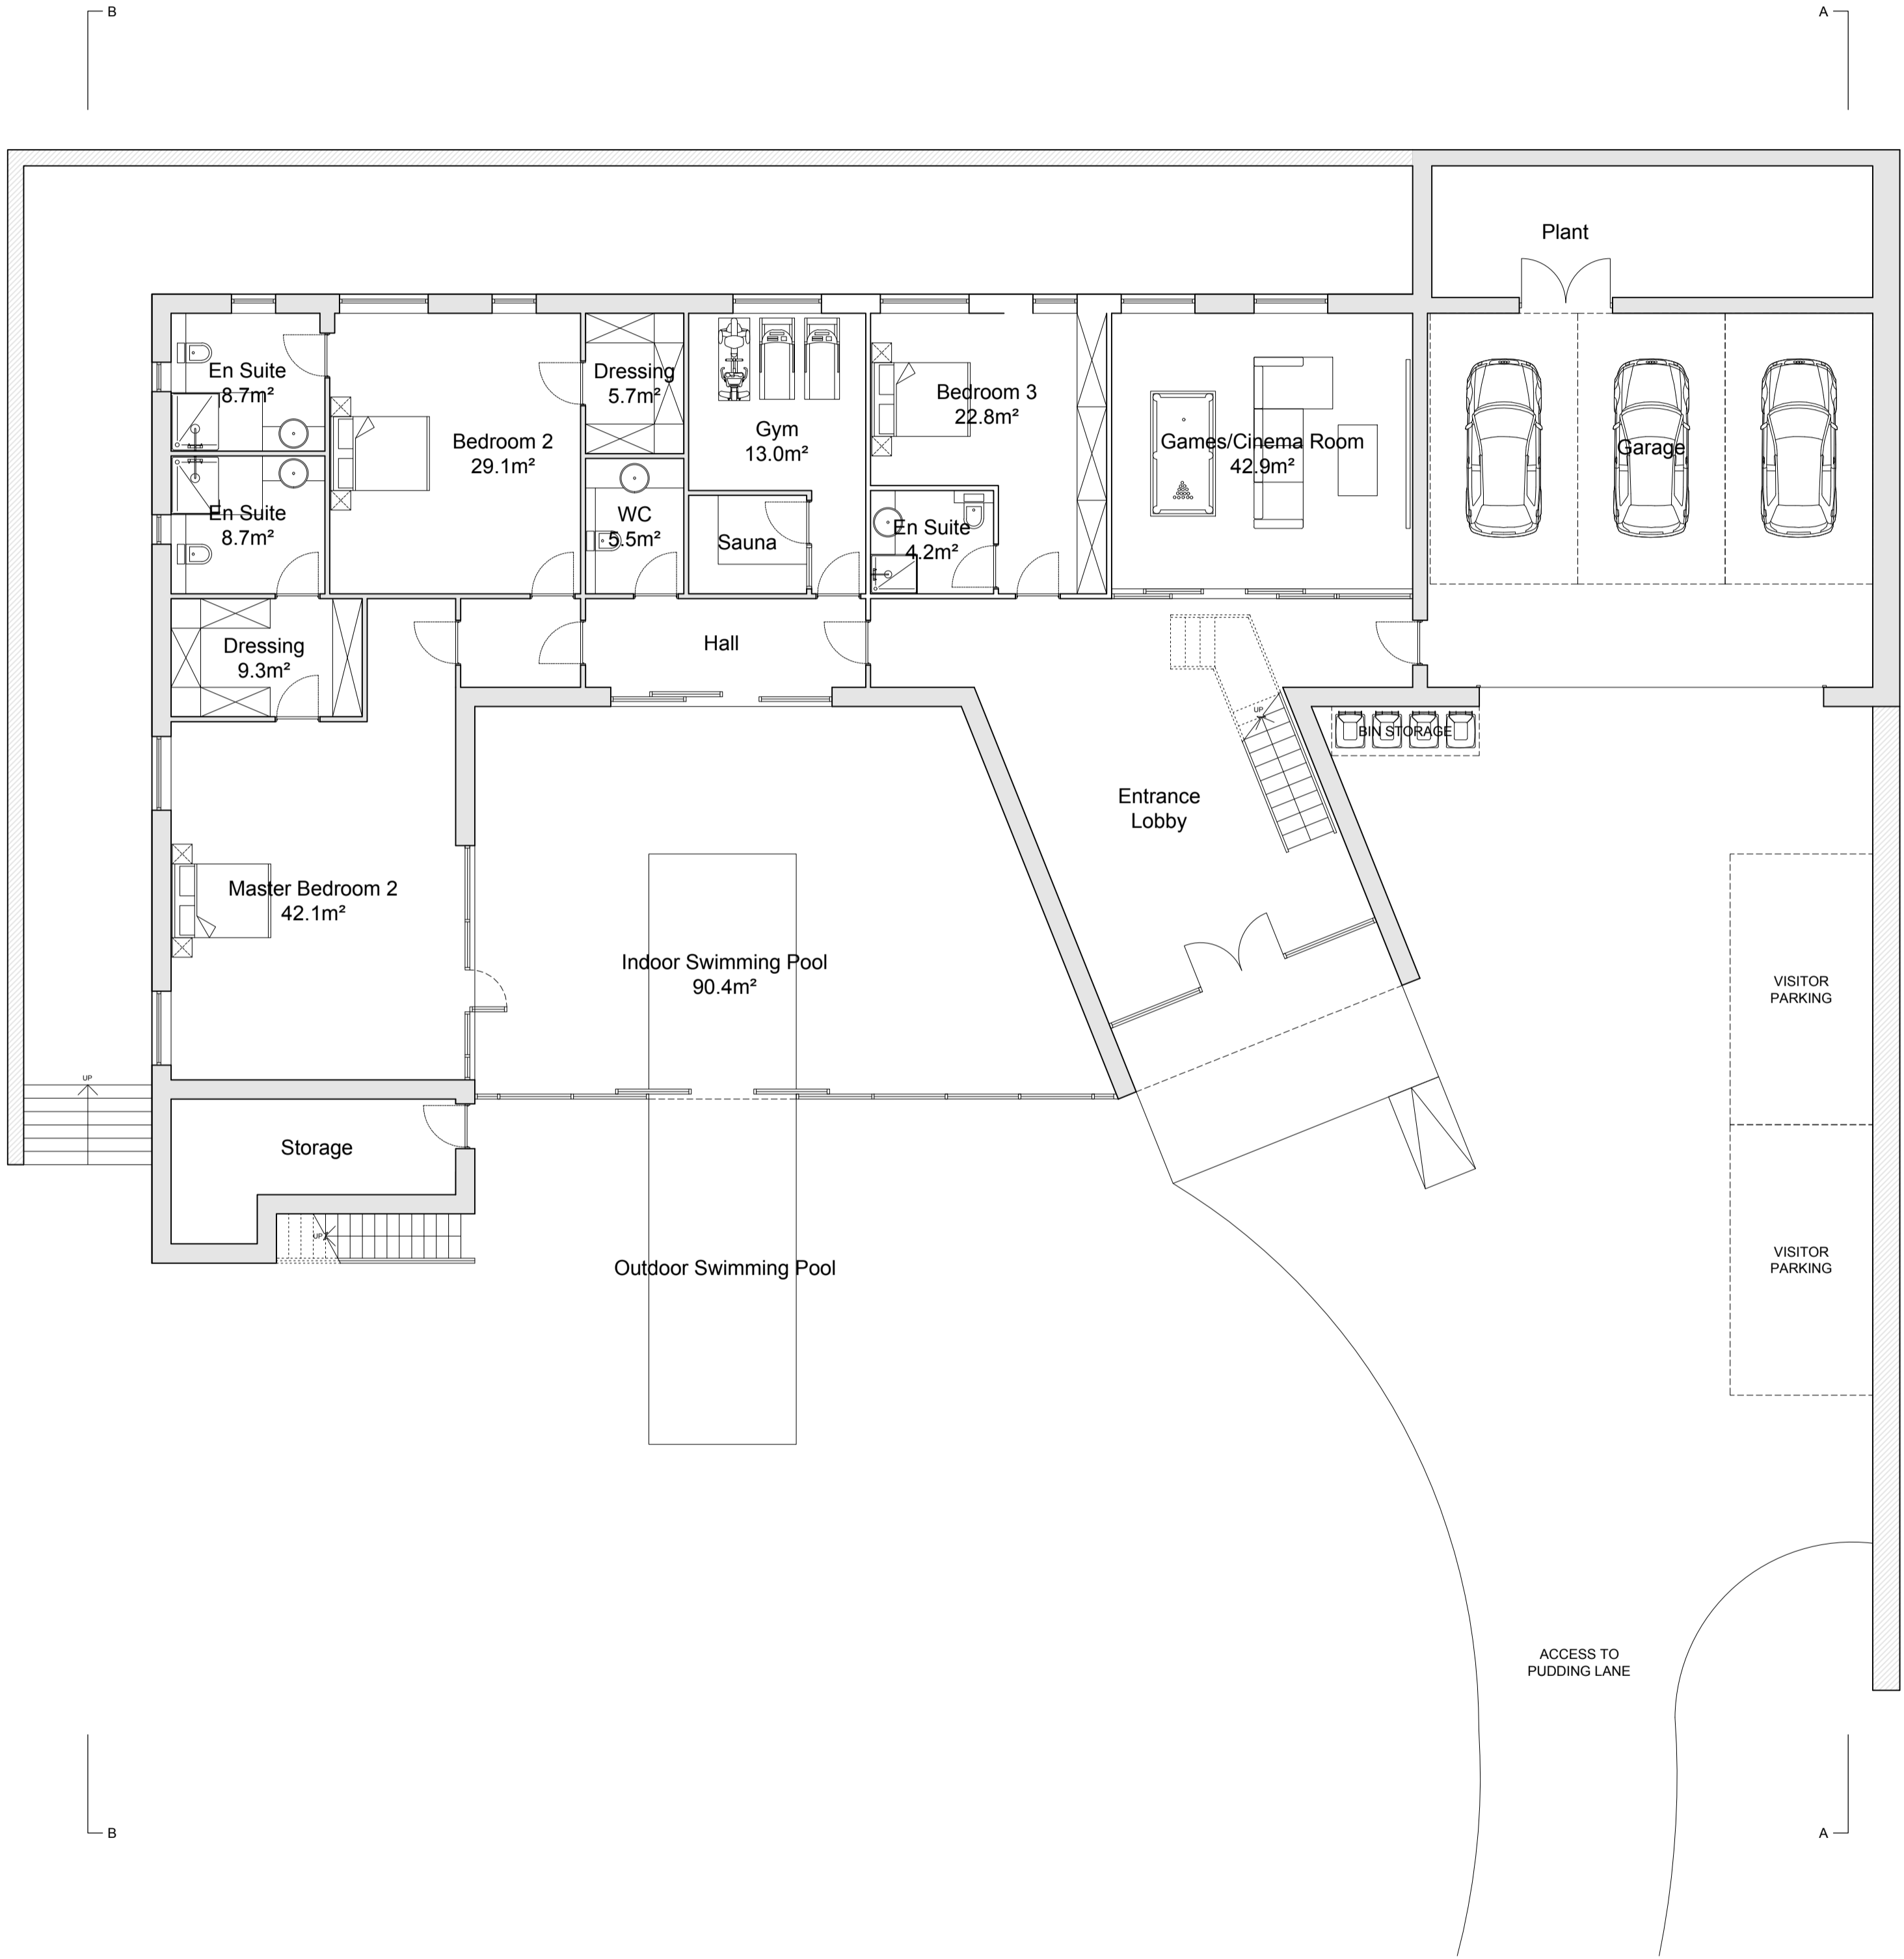 B
A
Plant
En Suite
8.7m²
Dressing
5.7m²
Bedroom 3
22.8m²
Gym
13.0m²
Bedroom 2
29.1m²
Games/Cinema Room
42.9m²
Garage
En Suite
8.7m²
WC
5.5m²
Sauna
En Suite
4.2m²
Dressing
9.3m²
Hall
UP
BIN STORAGE
Entrance
Lobby
Master Bedroom 2
42.1m²
Indoor Swimming Pool
90.4m²
VISITOR
PARKING
UP
Storage
UP
Outdoor Swimming Pool
VISITOR
PARKING
ACCESS TO
PUDDING LANE
B
A